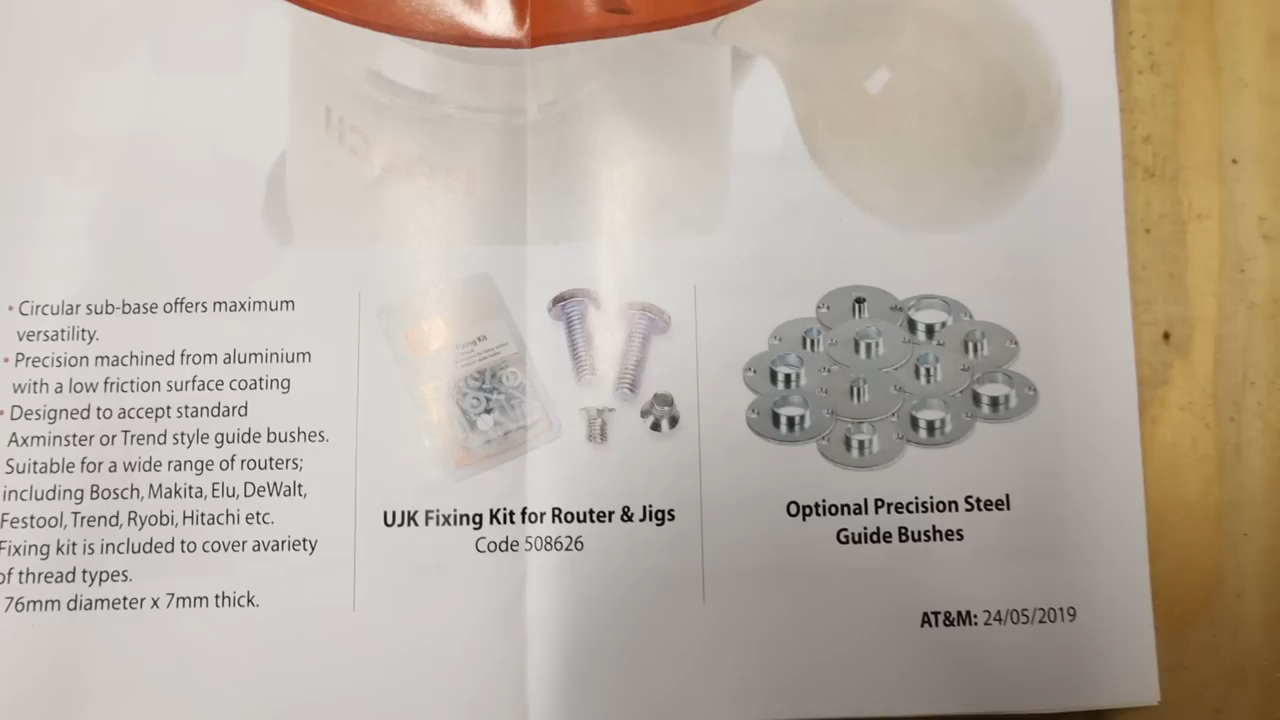 • Circular sub-base offers maximum
versatility.
• Precision machined from aluminium
with a low friction surface coating
• Designed to accept standard
Axminster or Trend style guide bushes.
Suitable for a wide range of routers;
including Bosch, Makita, Elu, DeWalt,
Festool, Trend, Ryobi, Hitachi etc.
Fixing kit is included to cover avariety
of thread types.
76mm diameter x 7mm thick.
Fixing Kit
UJK Fixing Kit for Router & Jigs
Code 508626
Optional Precision Steel
Guide Bushes
AT&M: 24/05/2019